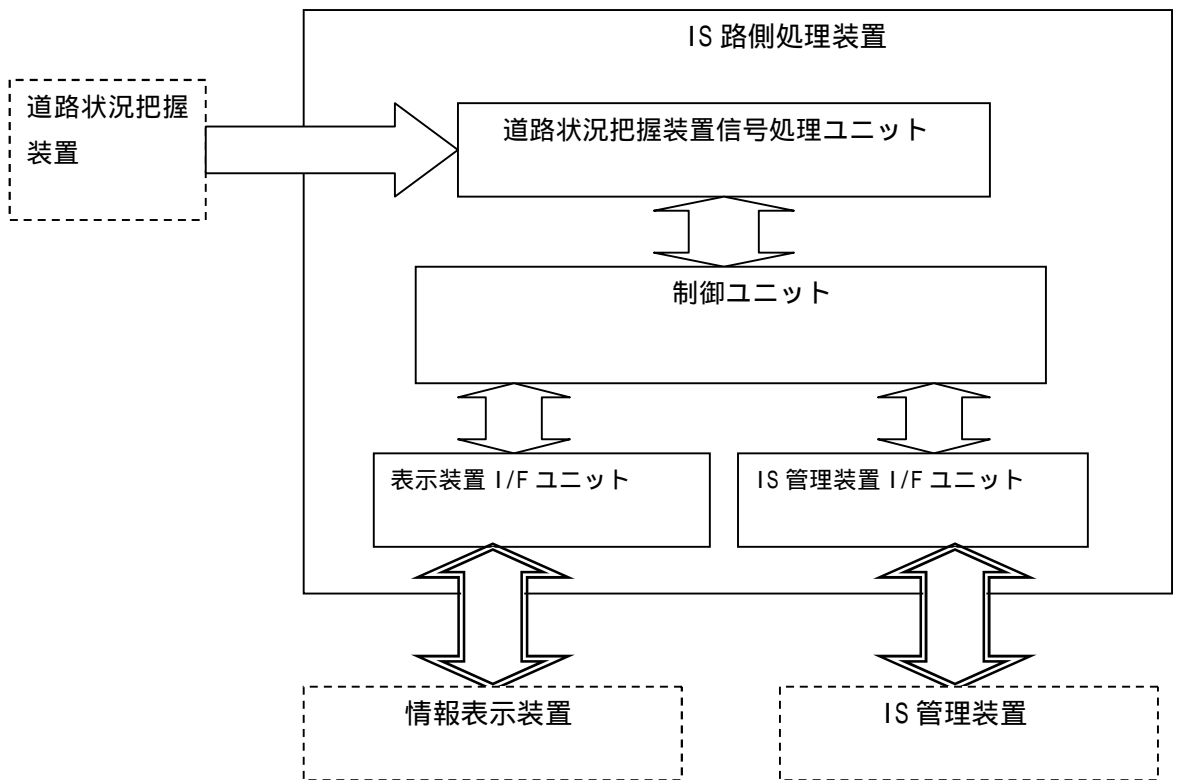 IS 路側処理装置
道路状況把握
装置
道路状況把握装置信号処理ユニット
制御ユニット
表示装置 I/F ユニット
IS 管理装置 I/F ユニット
情報表示装置
IS 管理装置